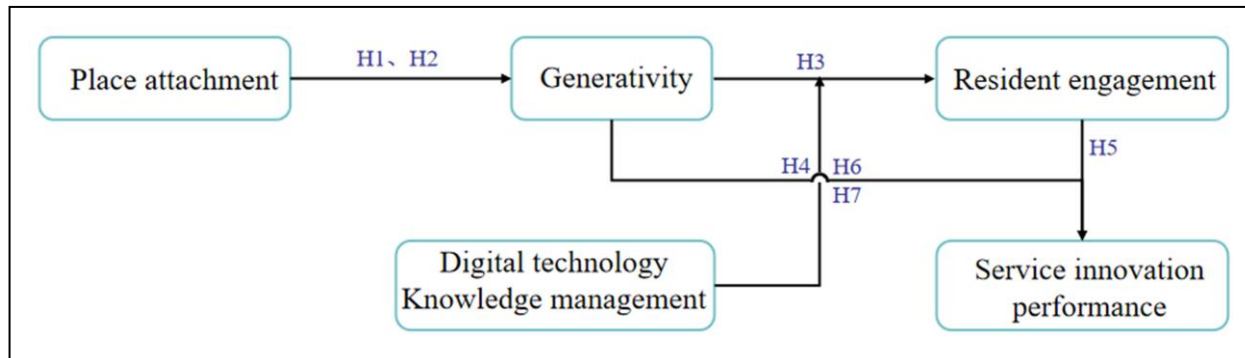 Place attachment
H1、H2
Generativity
H3
Resident engagement
H4
H6
H5
H7
Digital technology
Knowledge management
Service innovation
performance